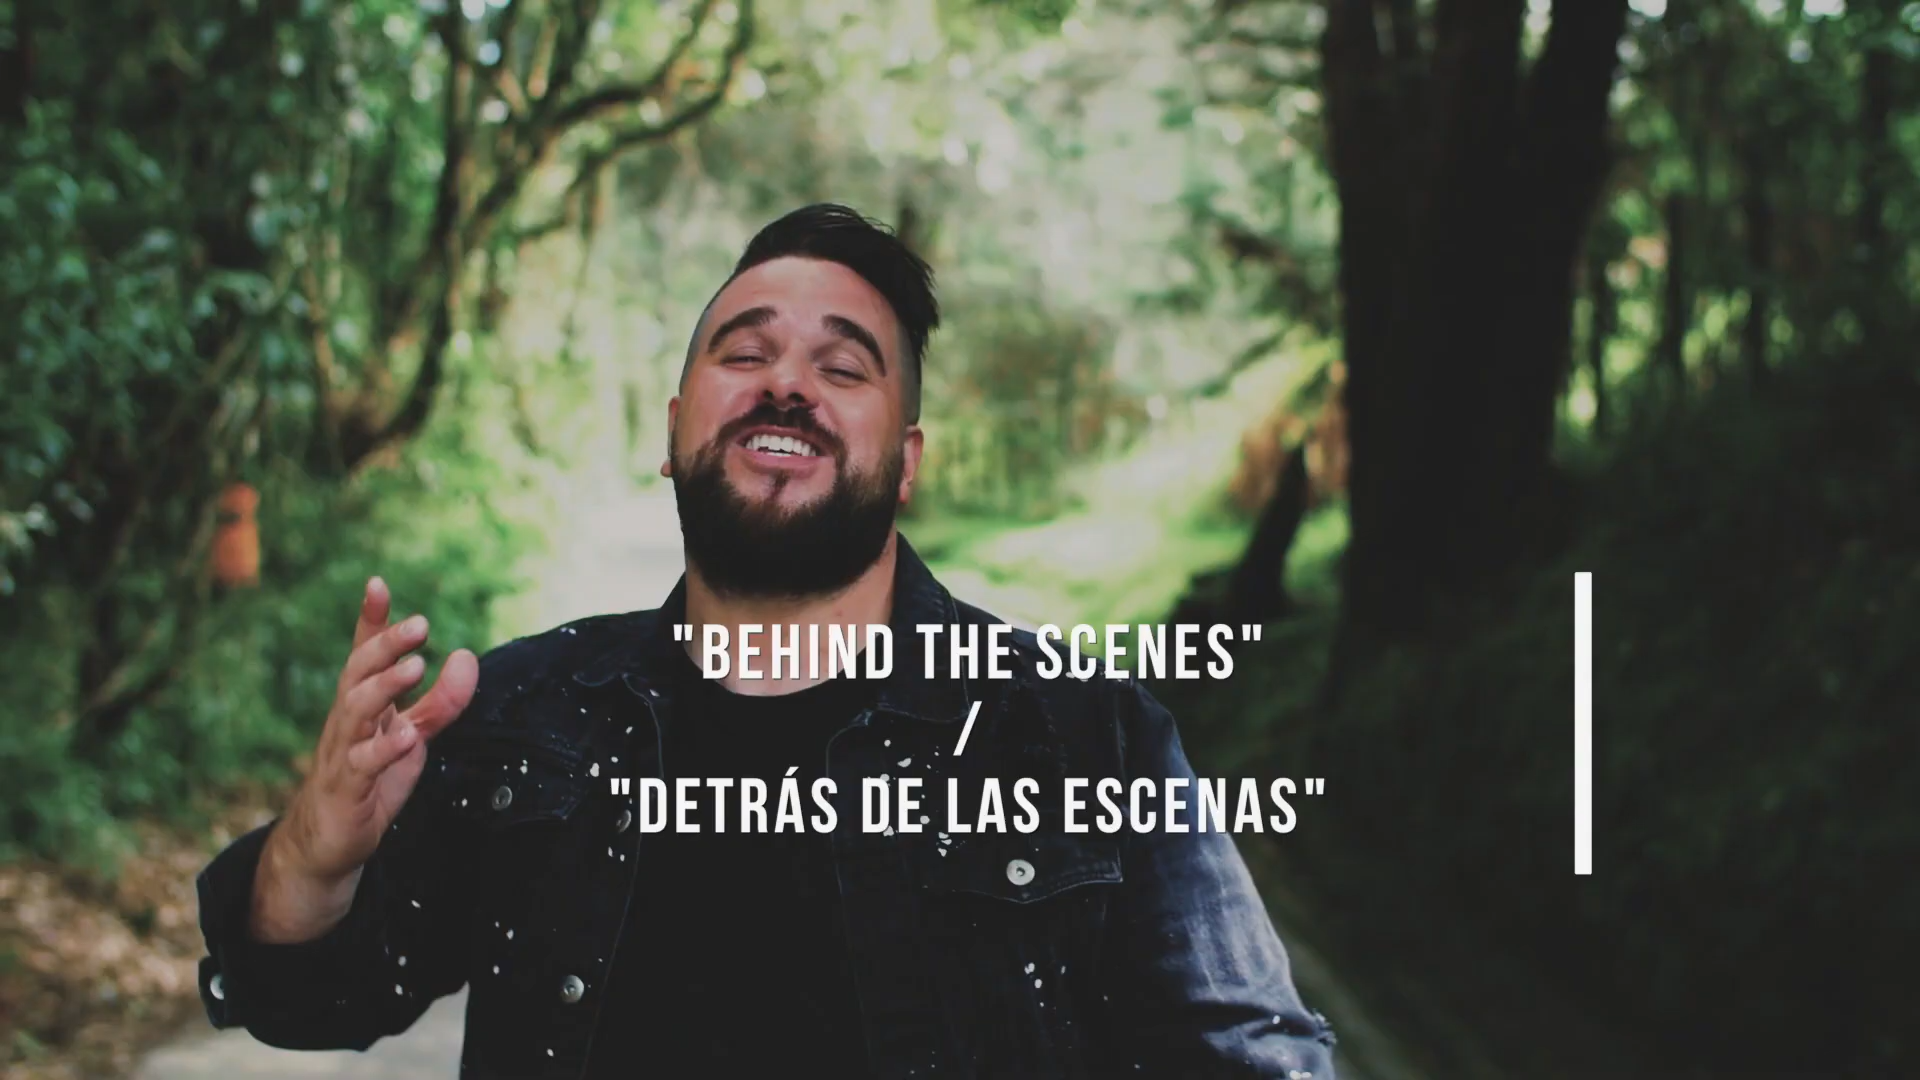 "BEHIND THE SCENES"
/
"DETRÁS DE LAS ESCENAS"